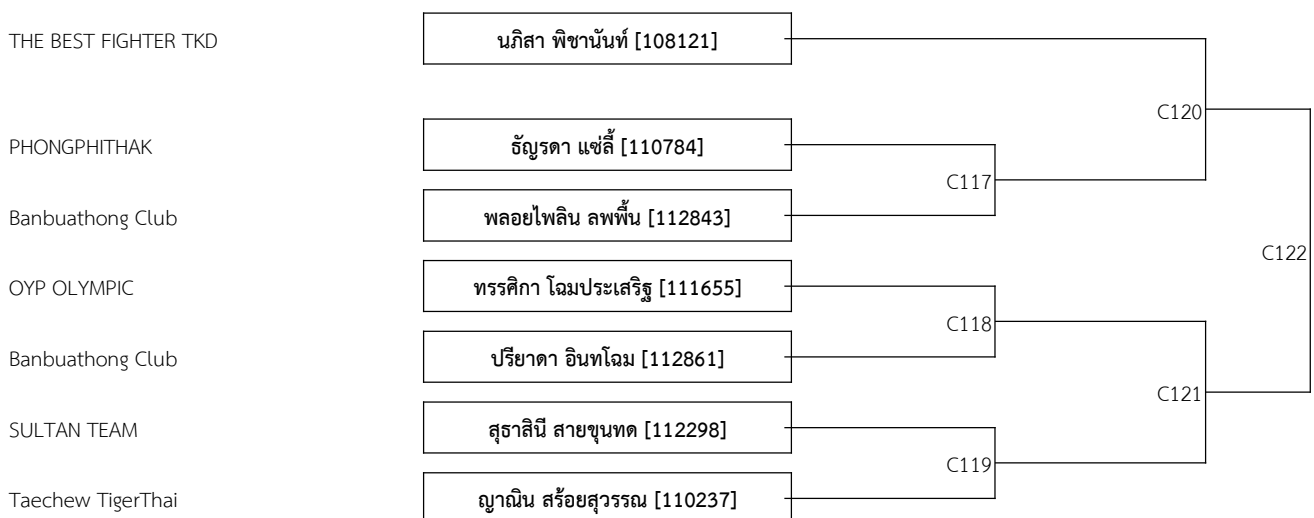 THE BEST FIGHTER TKD นภิสา พิชานันท์ [108121]
C120
PHONGPHITHAK ธัญรดา แซ่ลี้ [110784]
C117
Banbuathong Club พลอยไพลิน ลพพื้น [112843]
C122
OYP OLYMPIC ทรรศิกา โฉมประเสริฐ [111655]
C118
Banbuathong Club ปรียาดา อินทโฉม [112861]
C121
SULTAN TEAM สุธาสินี สายขุนทด [112298]
C119
Taechew TigerThai ญาณิน สร้อยสุวรรณ [110237]